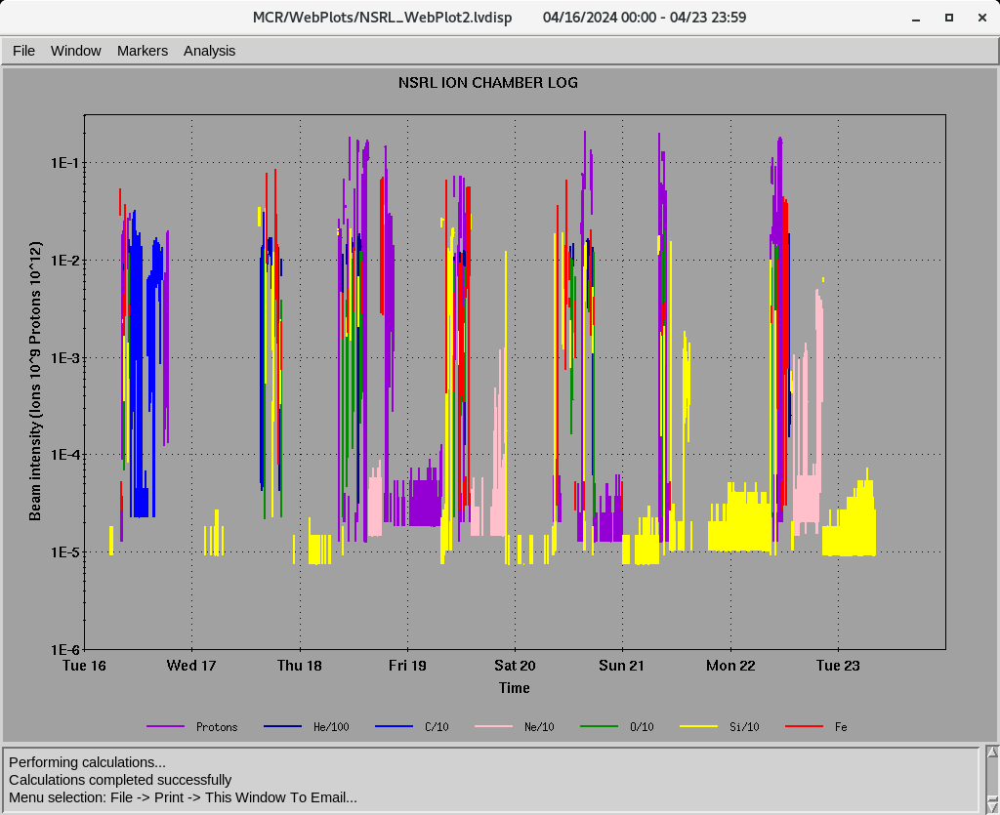 MCR/WebPlots/NSRL_WebPlot2.lvdisp 04/16/2024 00:00 - 04/23 23:59
File Window Markers Analysis
NSRL ION CHAMBER LOG
Beam intensity (Ions 10^9 Protons 10^12)
1E-1
1E-2
1E-3
1E-4
1E-5
1E-6
Tue 16 Wed 17 Thu 18 Fri 19 Sat 20 Sun 21 Mon 22 Tue 23
Time
Protons He/100 C/10 Ne/10 O/10 Si/10 Fe
Performing calculations...
Calculations completed successfully
Menu selection: File -> Print -> This Window To Email...